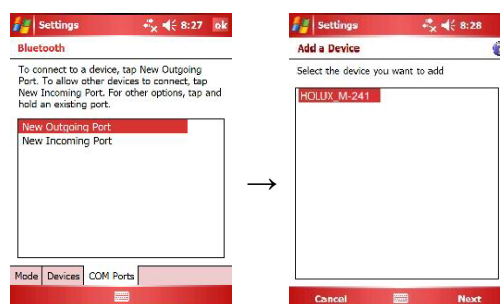 Settings 8:27 ok
Bluetooth
To connect to a device, tap New Outgoing
Port. To allow other devices to connect, tap
New Incoming Port. For other options, tap and
hold an existing port.
New Outgoing Port
New Incoming Port
Mode Devices COM Ports
→
Settings 8:28
Add a Device
Select the device you want to add
HOLUX_M-241
Cancel Next